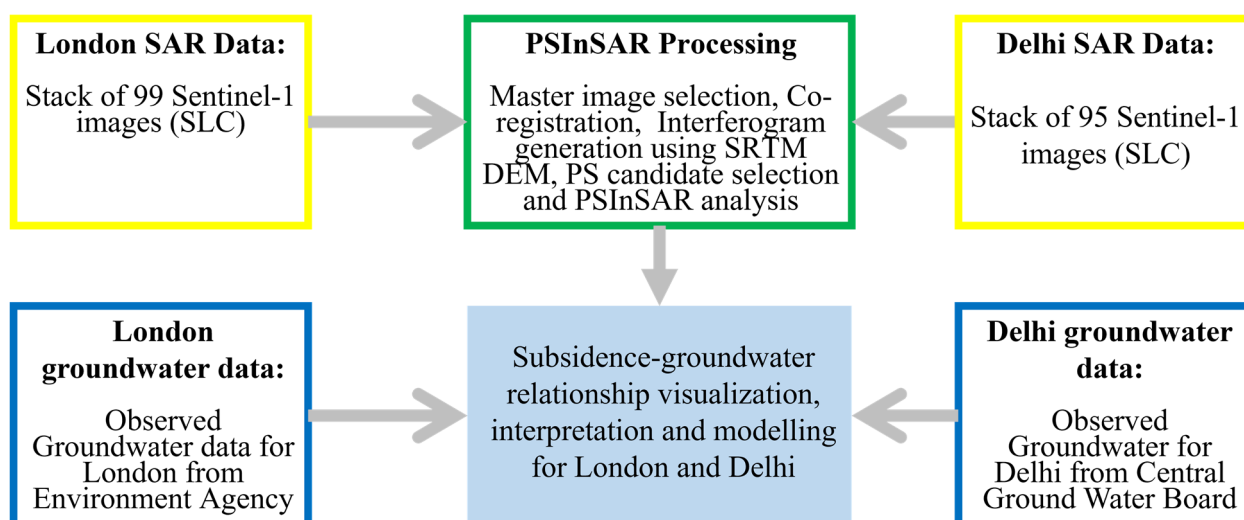 London SAR Data:
Stack of 99 Sentinel-1
images (SLC)
PSInSAR Processing
Master image selection, Co-
registration, Interferogram
generation using SRTM
DEM, PS candidate selection
and PSInSAR analysis
Delhi SAR Data:
Stack of 95 Sentinel-1
images (SLC)
London
groundwater data:
Observed
Groundwater data for
London from
Environment Agency
Subsidence-groundwater
relationship visualization,
interpretation and modelling
for London and Delhi
Delhi groundwater
data:
Observed
Groundwater for
Delhi from Central
Ground Water Board